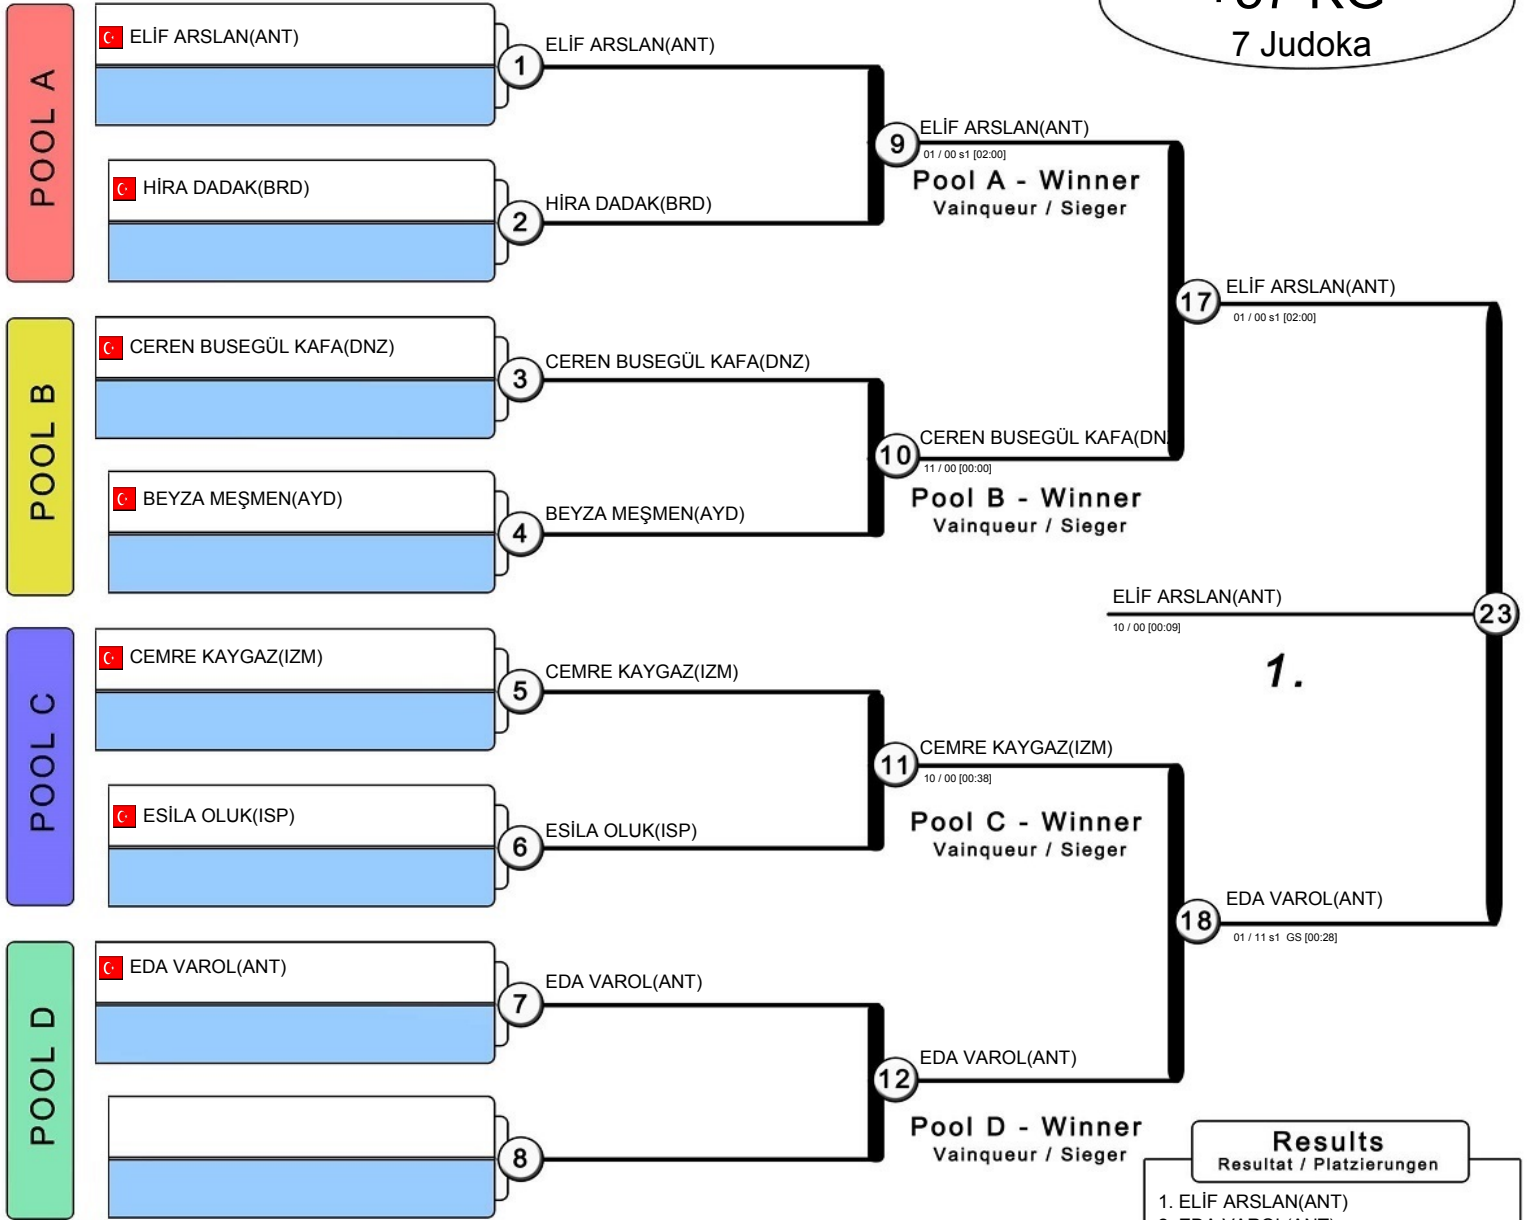 7 Judoka
POOL A
ELİF ARSLAN(ANT)
1
ELİF ARSLAN(ANT)
HİRA DADAK(BRD)
2
HİRA DADAK(BRD)
9
ELİF ARSLAN(ANT)
01 / 00 s1 [02:00]
Pool A - Winner
Vainqueur / Sieger
POOL B
CEREN BUSEGÜL KAFA(DNZ)
3
CEREN BUSEGÜL KAFA(DNZ)
BEYZA MEŞMEN(AYD)
4
BEYZA MEŞMEN(AYD)
10
CEREN BUSEGÜL KAFA(DN
11 / 00 [00:00]
Pool B - Winner
Vainqueur / Sieger
17
ELİF ARSLAN(ANT)
01 / 00 s1 [02:00]
POOL C
CEMRE KAYGAZ(IZM)
5
CEMRE KAYGAZ(IZM)
ESİLA OLUK(ISP)
6
ESİLA OLUK(ISP)
11
CEMRE KAYGAZ(IZM)
10 / 00 [00:38]
Pool C - Winner
Vainqueur / Sieger
POOL D
EDA VAROL(ANT)
7
EDA VAROL(ANT)
8
12
EDA VAROL(ANT)
Pool D - Winner
Vainqueur / Sieger
18
EDA VAROL(ANT)
01 / 11 s1 GS [00:28]
ELİF ARSLAN(ANT)
10 / 00 [00:09]
23
1.
Results
Resultat / Platzierungen
1. ELİF ARSLAN(ANT)